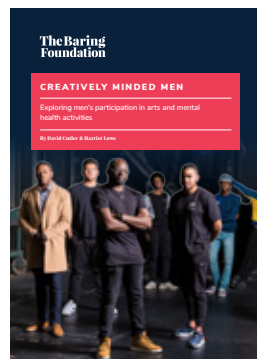 The Baring
Foundation
CREATIVELY MINDED MEN
Exploring men's participation in arts and mental
health activities
By David Cutler & Harriet Lowe